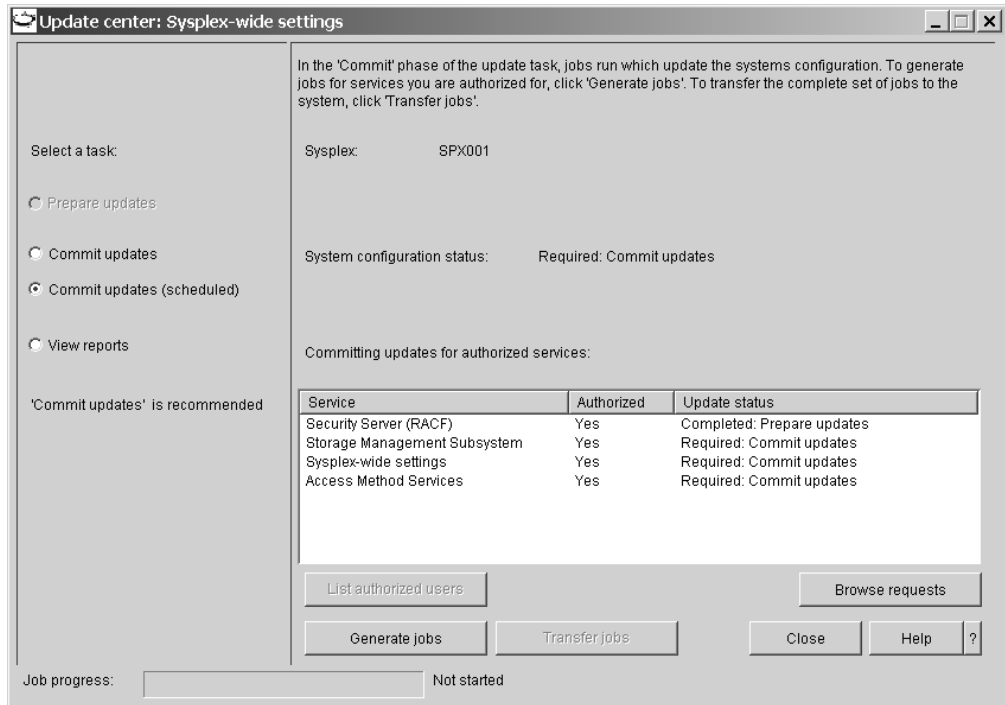 Update center: Sysplex-wide settings
In the 'Commit' phase of the update task, jobs run which update the systems configuration. To generate
jobs for services you are authorized for, click 'Generate jobs'. To transfer the complete set of jobs to the
system, click 'Transfer jobs'.
Select a task:
Sysplex: SPX001
Prepare updates
Commit updates
System configuration status: Required: Commit updates
Commit updates (scheduled)
View reports
Committing updates for authorized services:
'Commit updates' is recommended
Service Authorized Update status
Security Server (RACF) Yes Completed: Prepare updates
Storage Management Subsystem Yes Required: Commit updates
Sysplex-wide settings Yes Required: Commit updates
Access Method Services Yes Required: Commit updates
List authorized users Browse requests
Generate jobs Transfer jobs Close Help ?
Job progress: Not started